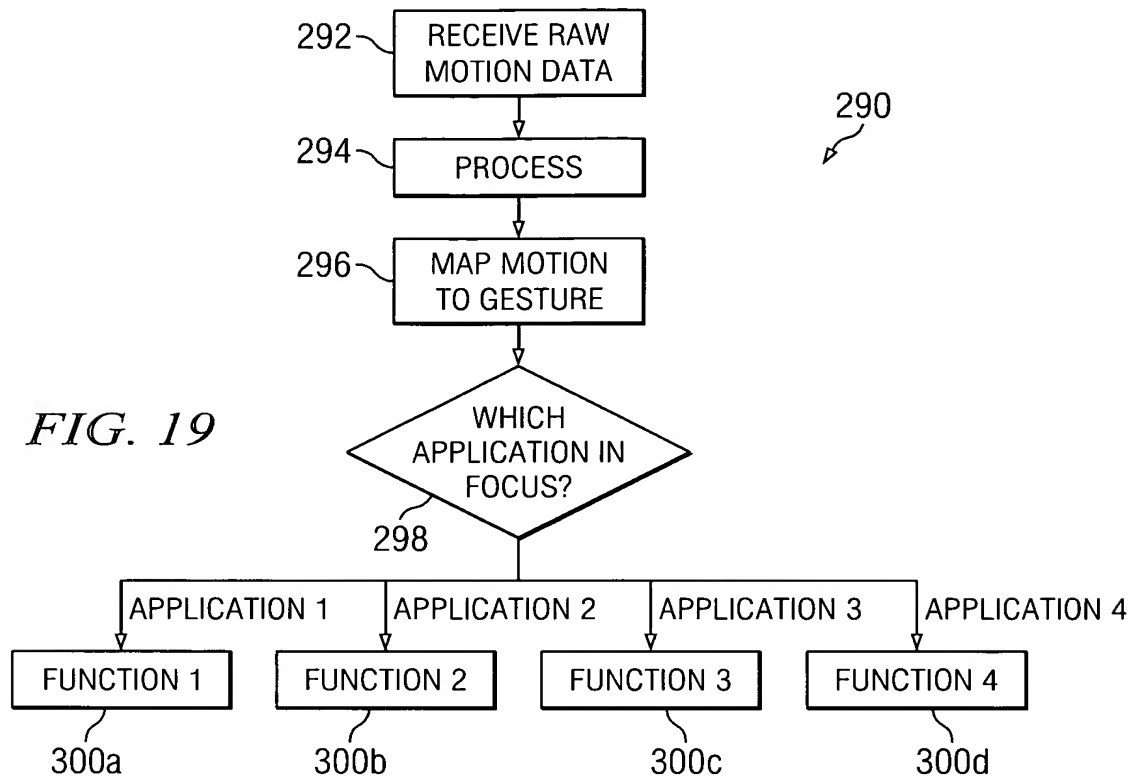 292
RECEIVE RAW
MOTION DATA
290
294
PROCESS
296
MAP MOTION
TO GESTURE
FIG. 19
WHICH
APPLICATION IN
FOCUS?
298
APPLICATION 1
APPLICATION 2
APPLICATION 3
APPLICATION 4
FUNCTION 1
FUNCTION 2
FUNCTION 3
FUNCTION 4
300a
300b
300c
300d